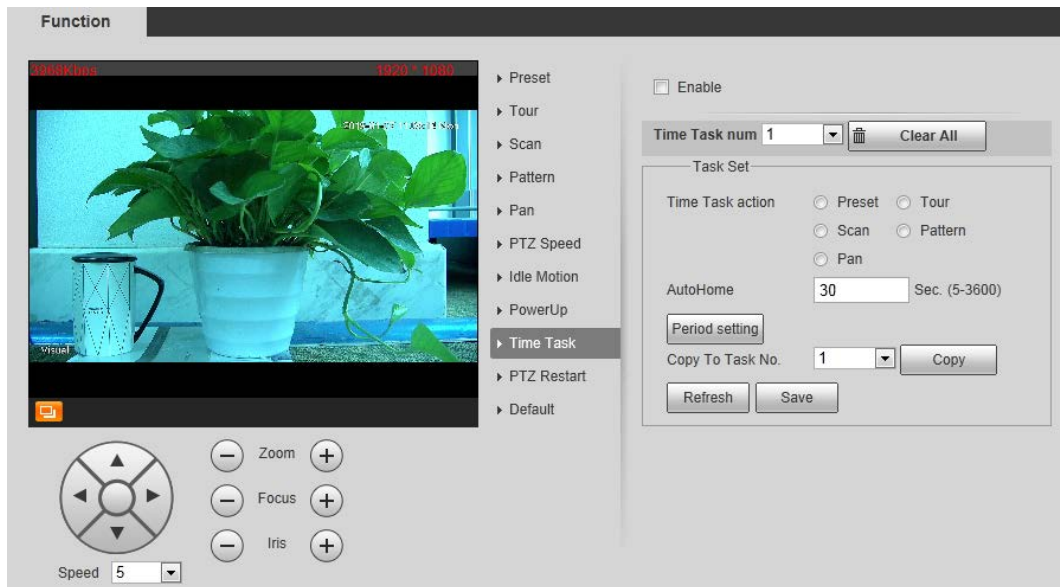 Function
3968Kbps 1920 * 1080
Visuel
Preset
Tour
Scan
Pattern
Pan
PTZ Speed
Idle Motion
PowerUp
Time Task
PTZ Restart
Default
Zoom
Focus
Iris
Speed 5
Enable
Time Task num 1 Clear All
Task Set
Time Task action Preset Tour
Scan Pattern
Pan
AutoHome 30 Sec. (5-3600)
Period setting
Copy To Task No. 1 Copy
Refresh Save